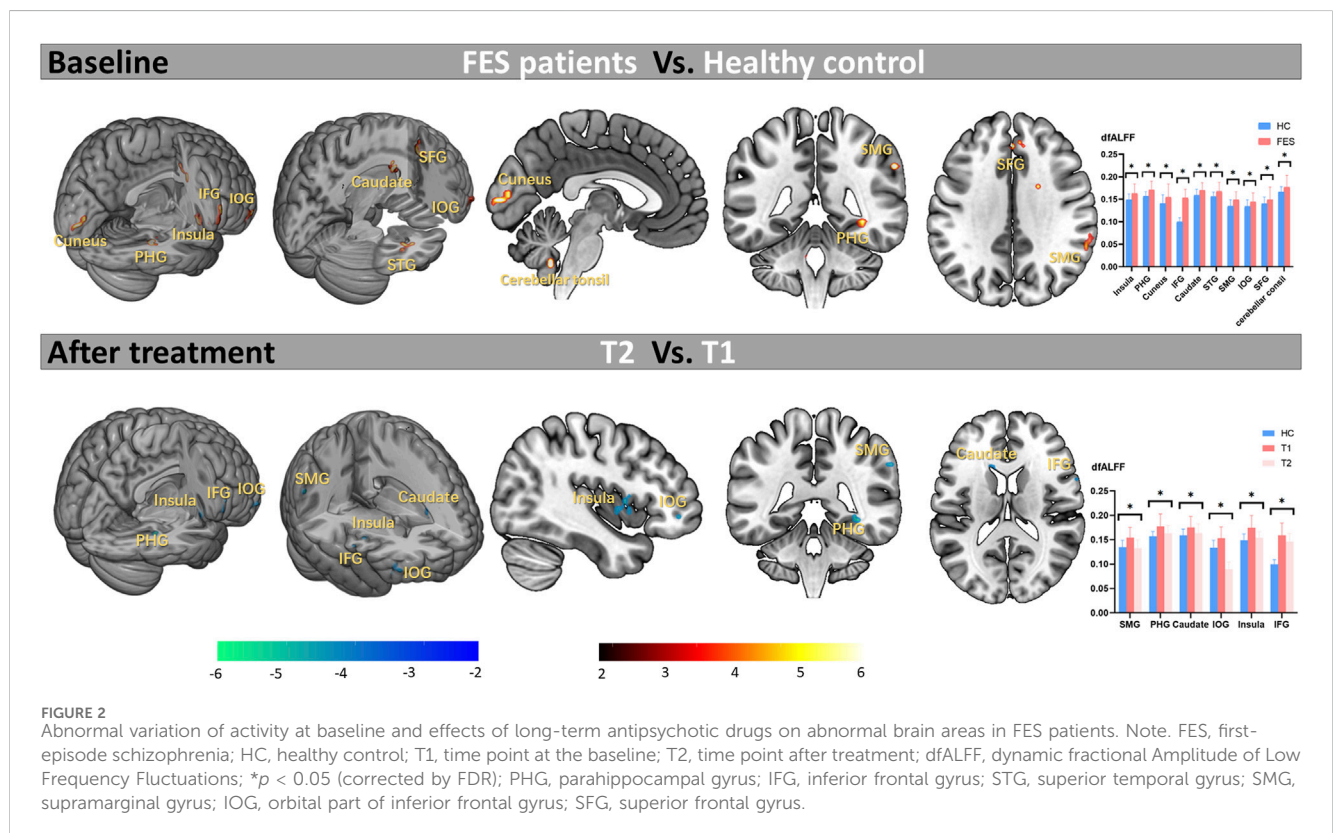 Baseline FES patients Vs. Healthy control
Cuneus
PHG
Insula
IFG
IOG
Caudate
SFG
IOG
STG
Cuneus
Cerebellar tonsil
SMG
PHG
SFG
SMG
dfALFF
HC
FES
0.25
0.20
0.15
0.10
0.05
0.00
* * * * * * * * * *
Insula PHG Cuneus IFG Caudate STG SMG IOG SFG cerebellar consil
After treatment T2 Vs. T1
Insula
IFG
IOG
PHG
SMG
Insula
Caudate
IFG
IOG
Insula
IOG
SMG
PHG
Caudate
IFG
dfALFF
HC
T1
T2
0.25
0.20
0.15
0.10
0.05
0.00
* * * * * *
SMG PHG Caudate IOG Insula IFG
-6 -5 -4 -3 -2
2 3 4 5 6
FIGURE 2
Abnormal variation of activity at baseline and effects of long-term antipsychotic drugs on abnormal brain areas in FES patients. Note. FES, first-
episode schizophrenia; HC, healthy control; T1, time point at the baseline; T2, time point after treatment; dfALFF, dynamic fractional Amplitude of Low
Frequency Fluctuations; *p < 0.05 (corrected by FDR); PHG, parahippocampal gyrus; IFG, inferior frontal gyrus; STG, superior temporal gyrus; SMG,
supramarginal gyrus; IOG, orbital part of inferior frontal gyrus; SFG, superior frontal gyrus.